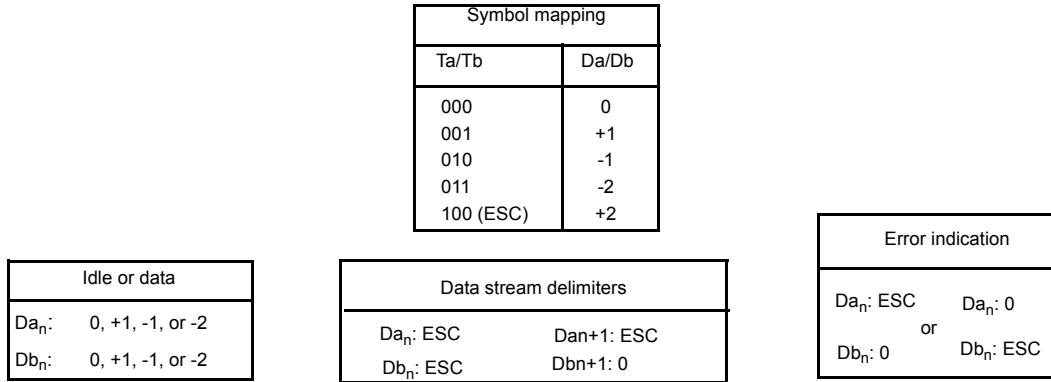 Symbol mapping
Ta/Tb Da/Db
000 0
001 +1
010 -1
011 -2
100 (ESC) +2
Idle or data
Daₙ: 0, +1, -1, or -2
Dbₙ: 0, +1, -1, or -2
Data stream delimiters
Daₙ: ESC Dan+1: ESC
Dbₙ: ESC Dbn+1: 0
Error indication
Daₙ: ESC Daₙ: 0
or
Dbₙ: 0 Dbₙ: ESC